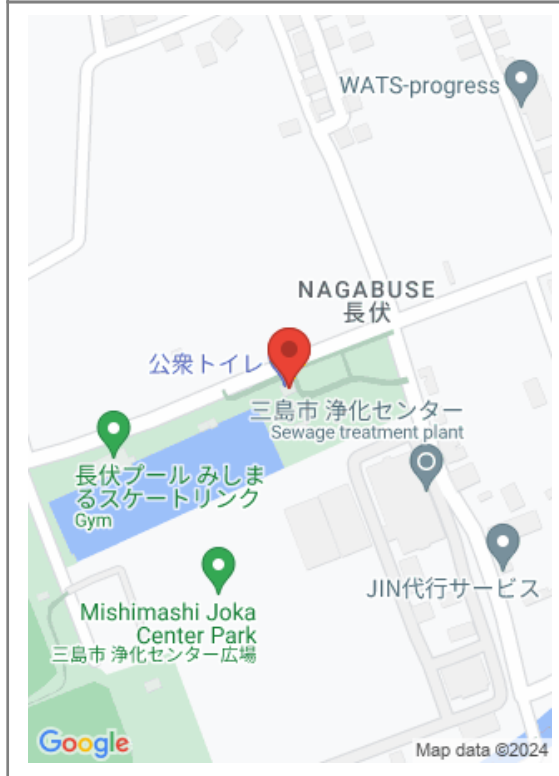 WATS-progress
NAGABUSE
長伏
公衆トイレ
三島市 浄化センター
Sewage treatment plant
長伏プール みしま
るスケートリンク
Gym
JIN代行サービス
Mishimashi Joka
Center Park
三島市 浄化センター広場
Google
Map data ©2024